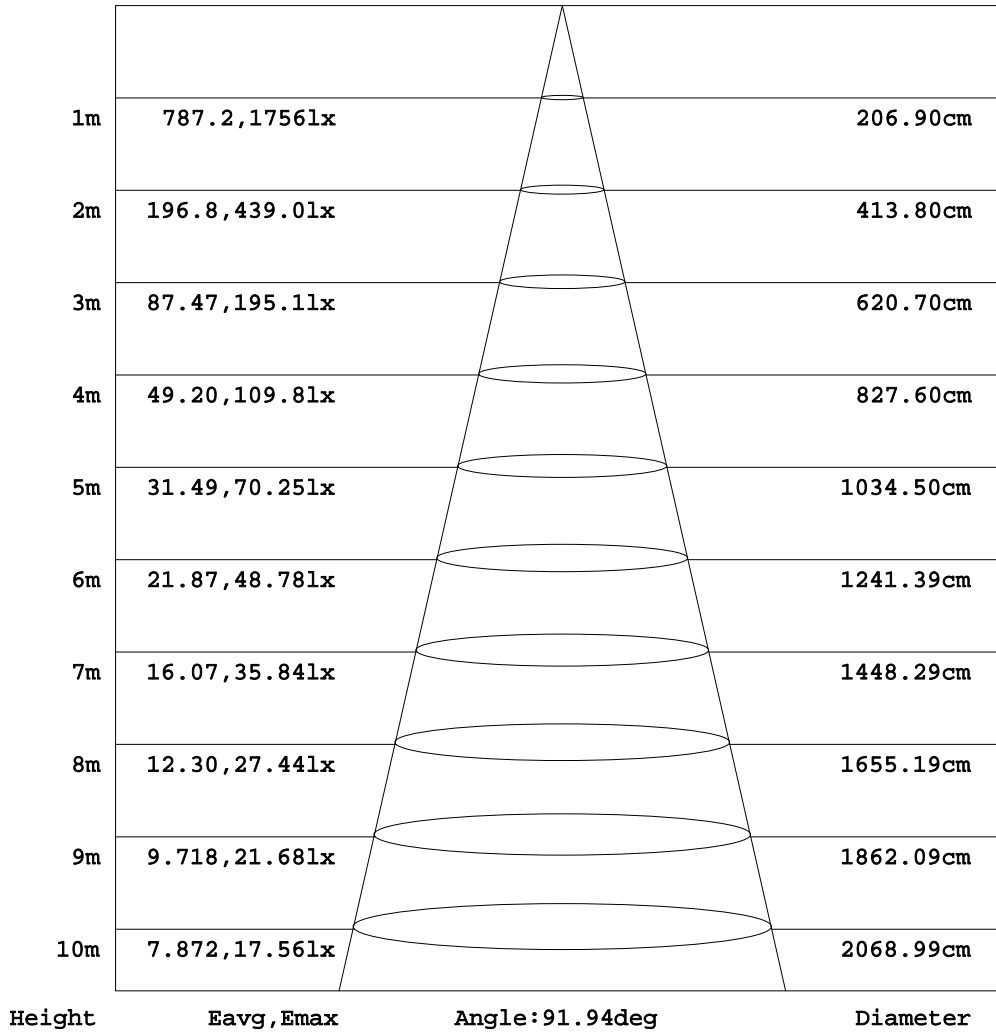 1m 787.2,1756lx 206.90cm
2m 196.8,439.0lx 413.80cm
3m 87.47,195.1lx 620.70cm
4m 49.20,109.8lx 827.60cm
5m 31.49,70.25lx 1034.50cm
6m 21.87,48.78lx 1241.39cm
7m 16.07,35.84lx 1448.29cm
8m 12.30,27.44lx 1655.19cm
9m 9.718,21.68lx 1862.09cm
10m 7.872,17.56lx 2068.99cm
Height Eavg,Emax Angle:91.94deg Diameter